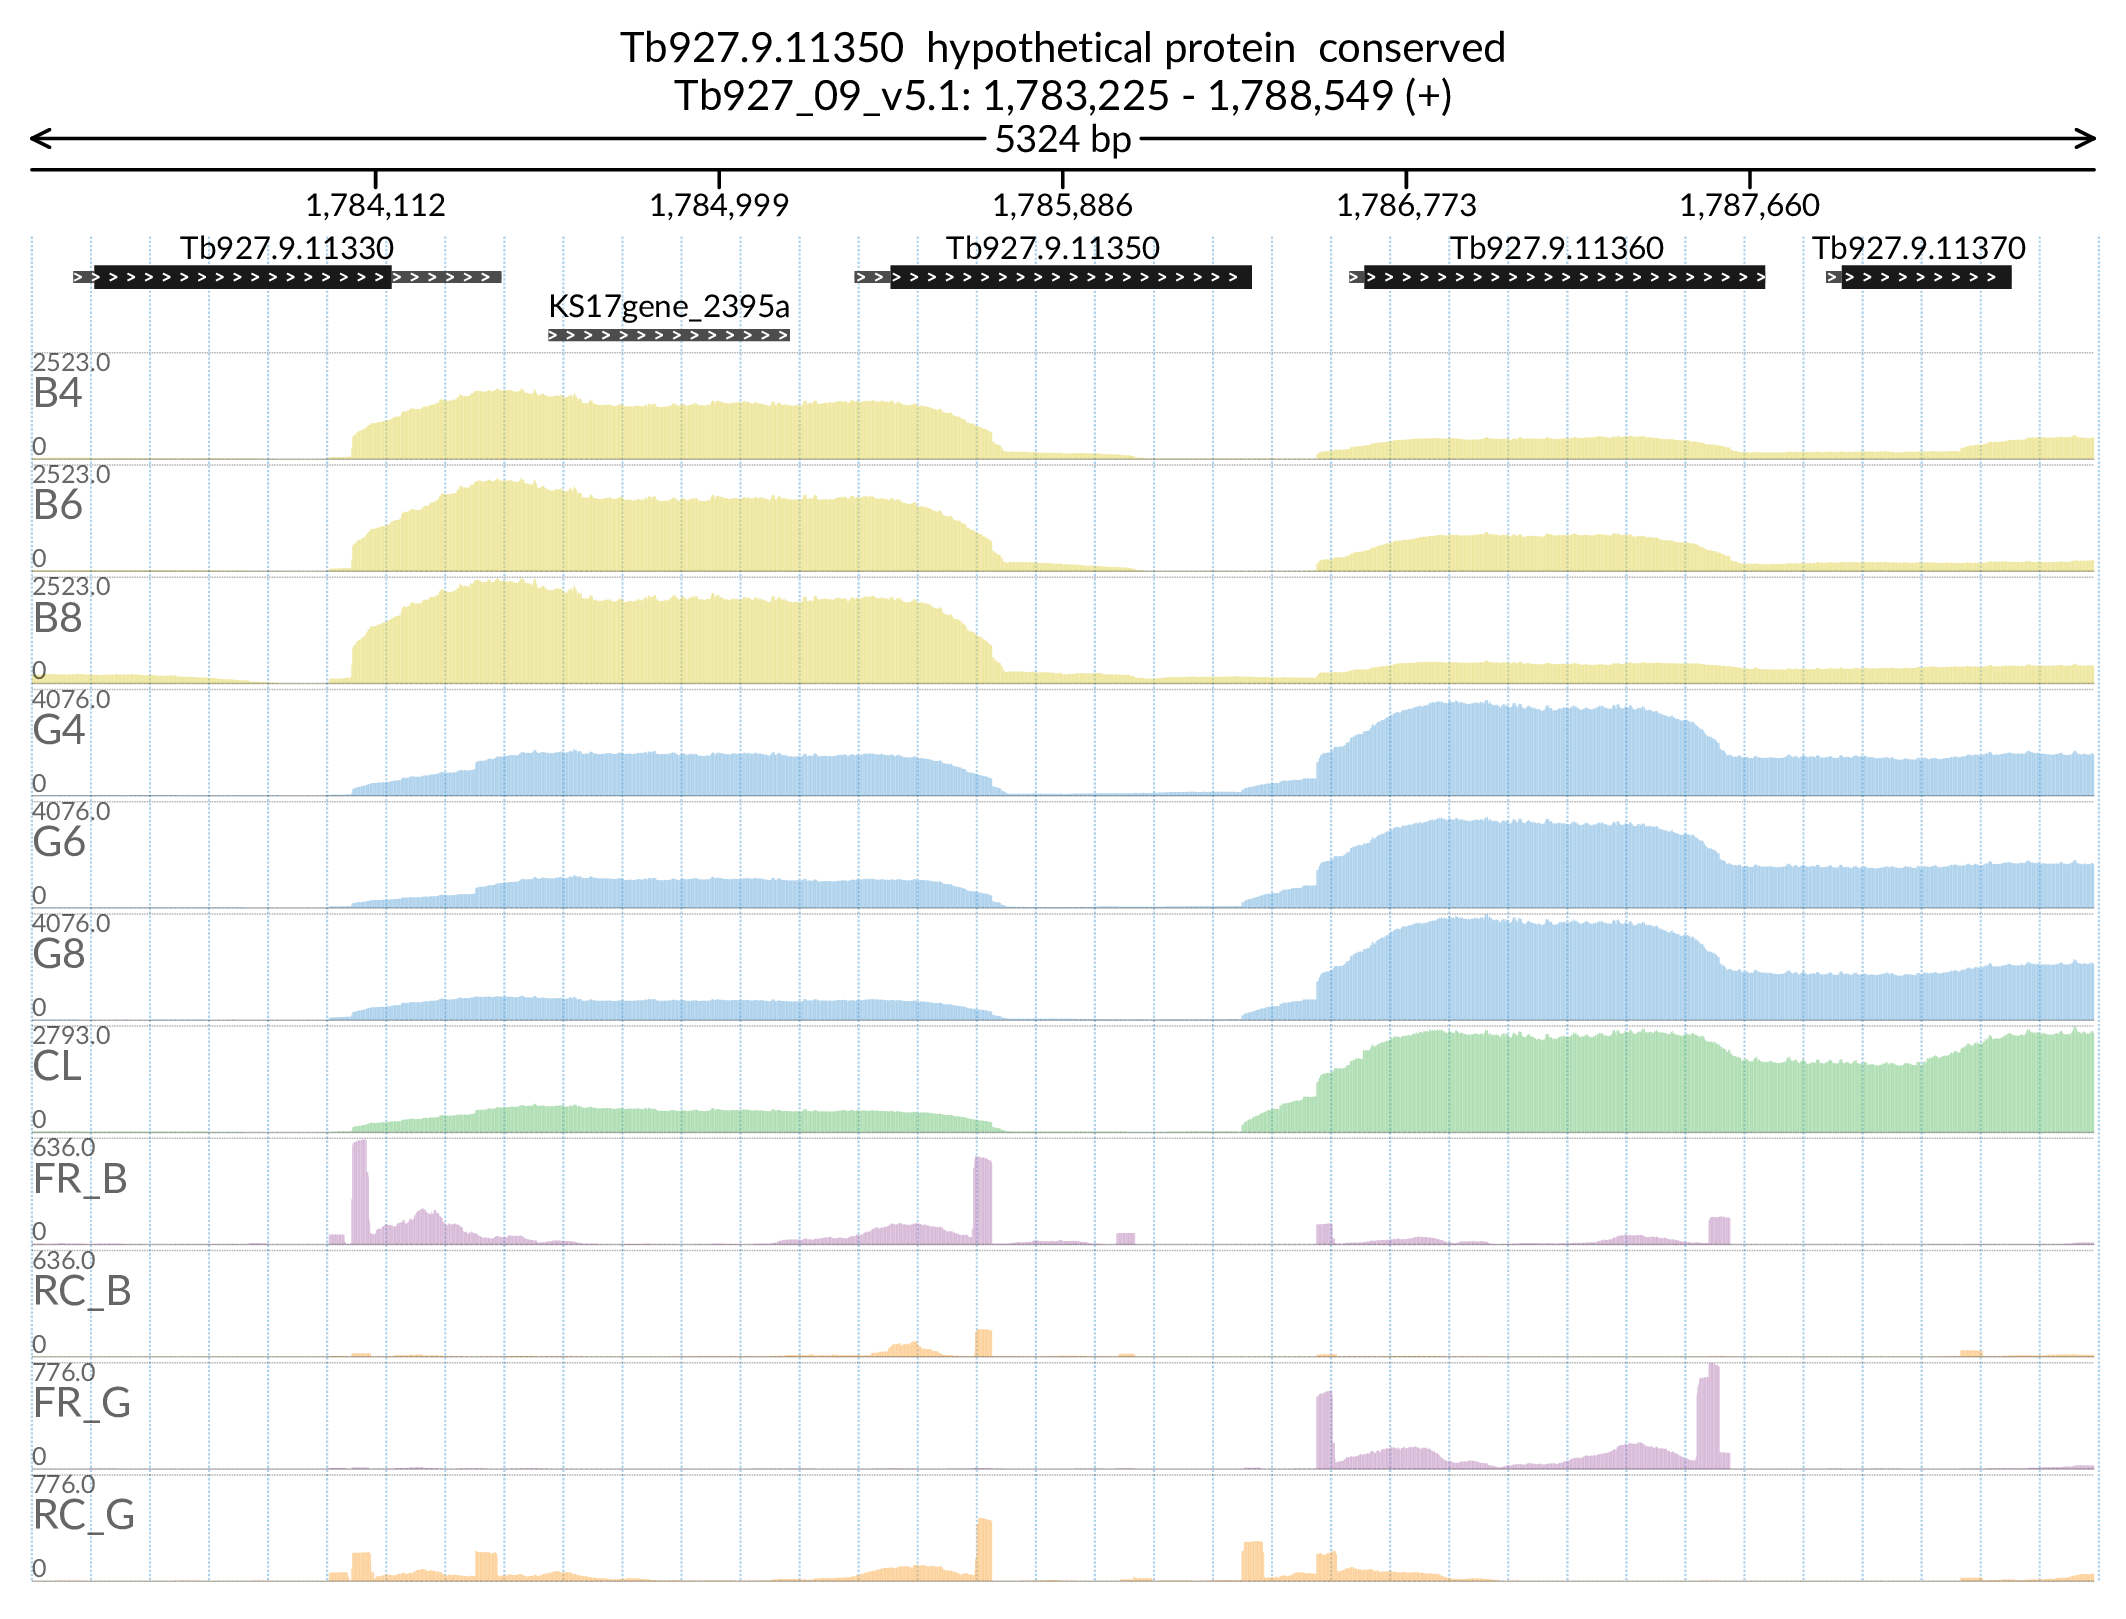 Tb927.9.11350 hypothetical protein conserved
Tb927_09_v5.1: 1,783,225 - 1,788,549 (+)
5324 bp
1,784,112 1,784,999 1,785,886 1,786,773 1,787,660
Tb927.9.11330 Tb927.9.11350 Tb927.9.11360 Tb927.9.11370
KS17gene_2395a
2523.0
B4
0
2523.0
B6
0
2523.0
B8
0
4076.0
G4
0
4076.0
G6
0
4076.0
G8
0
2793.0
CL
0
636.0
FR_B
0
636.0
RC_B
0
776.0
FR_G
0
776.0
RC_G
0